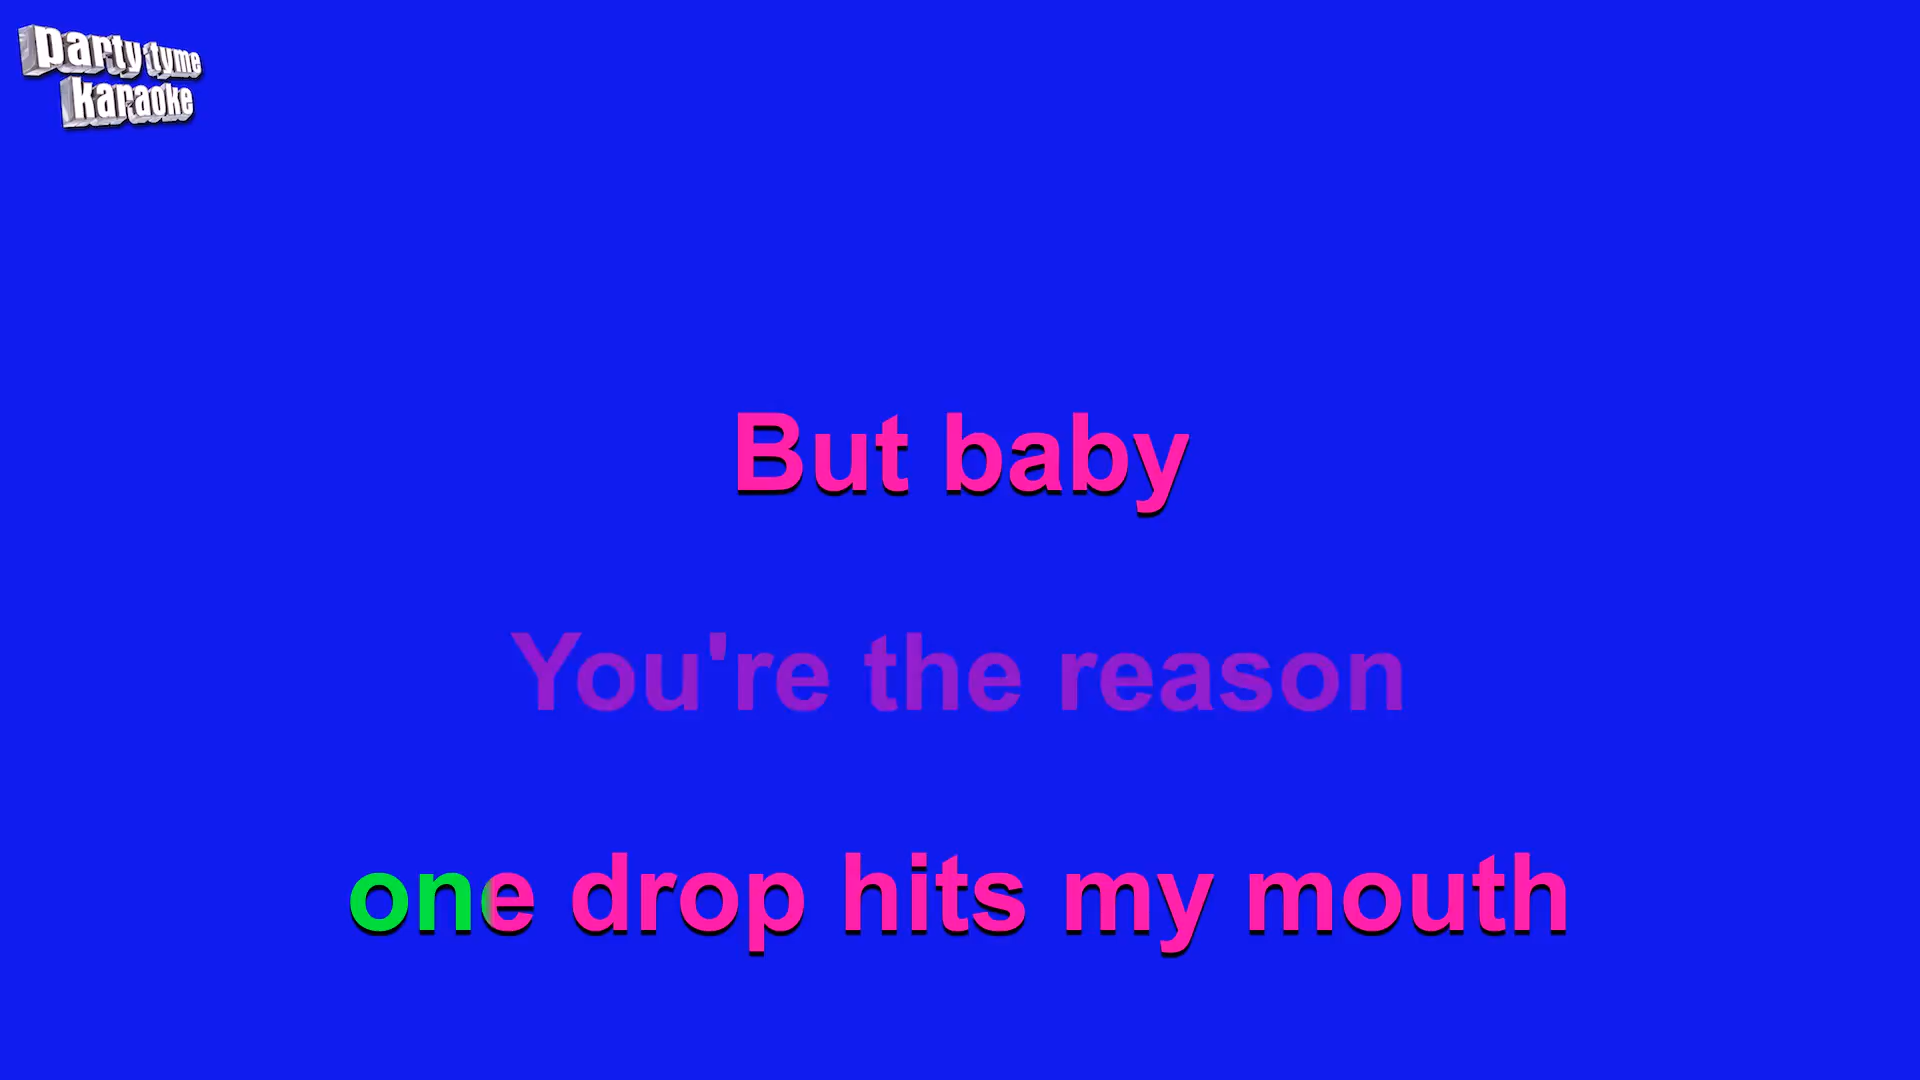 party tyme
karaoke
But baby
You're the reason
one drop hits my mouth